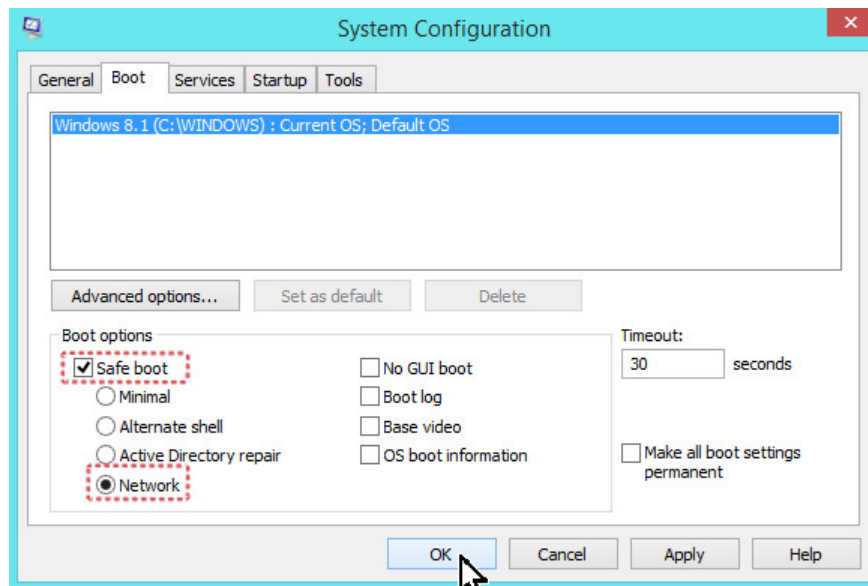 System Configuration
General Boot Services Startup Tools
Windows 8.1 (C:\WINDOWS) : Current OS; Default OS
Advanced options... Set as default Delete
Boot options
Safe boot
Minimal
Alternate shell
Active Directory repair
Network
No GUI boot
Boot log
Base video
OS boot information
Timeout:
30 seconds
Make all boot settings
permanent
OK Cancel Apply Help